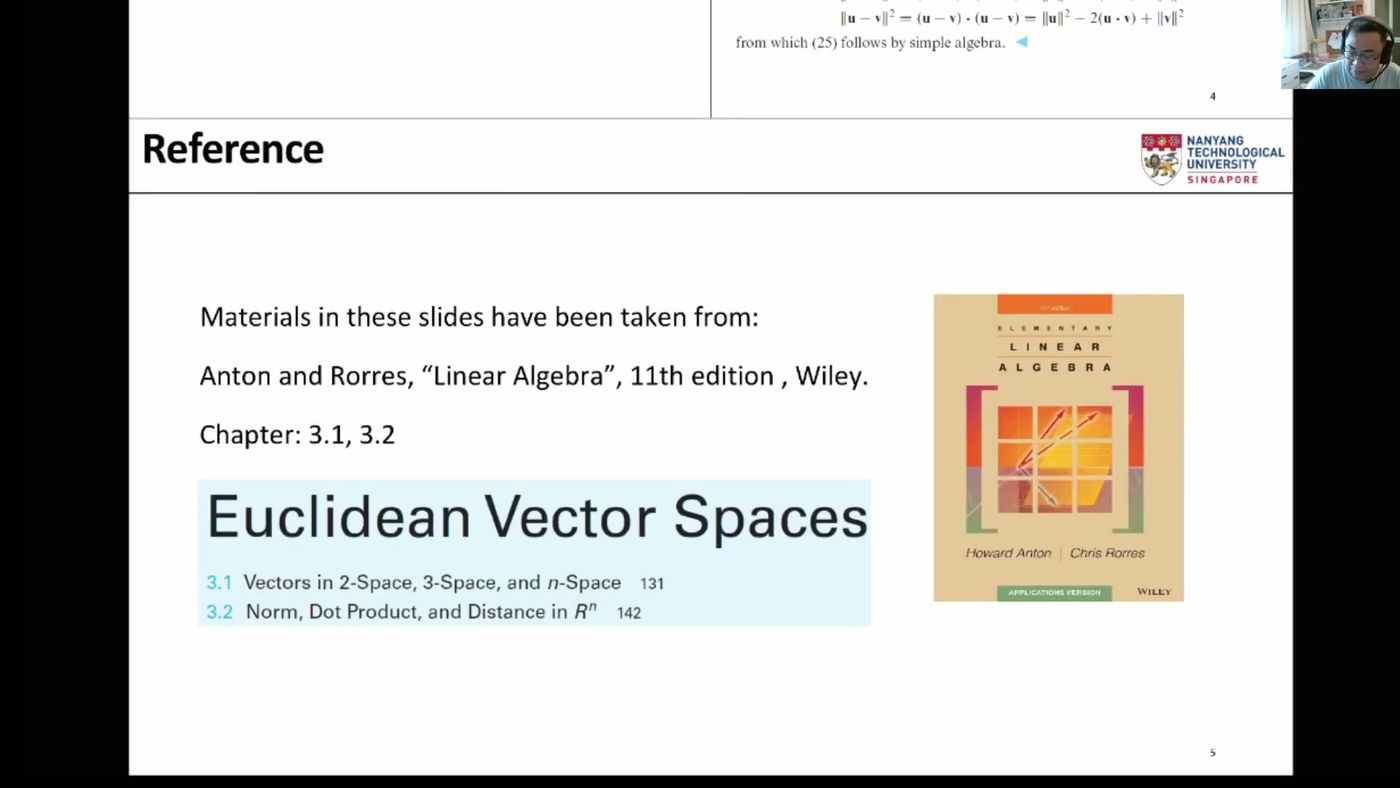 ‖u − v‖² = (u − v) · (u − v) = ‖u‖² − 2(u · v) + ‖v‖²
from which (25) follows by simple algebra.
4
Reference
NANYANG
TECHNOLOGICAL
UNIVERSITY
SINGAPORE
Materials in these slides have been taken from:
Anton and Rorres, “Linear Algebra”, 11th edition , Wiley.
Chapter: 3.1, 3.2
Euclidean Vector Spaces
3.1 Vectors in 2-Space, 3-Space, and n-Space 131
3.2 Norm, Dot Product, and Distance in Rⁿ 142
edition
ELEMENTARY
LINEAR
ALGEBRA
Howard Anton | Chris Rorres
APPLICATIONS VERSION
WILEY
5